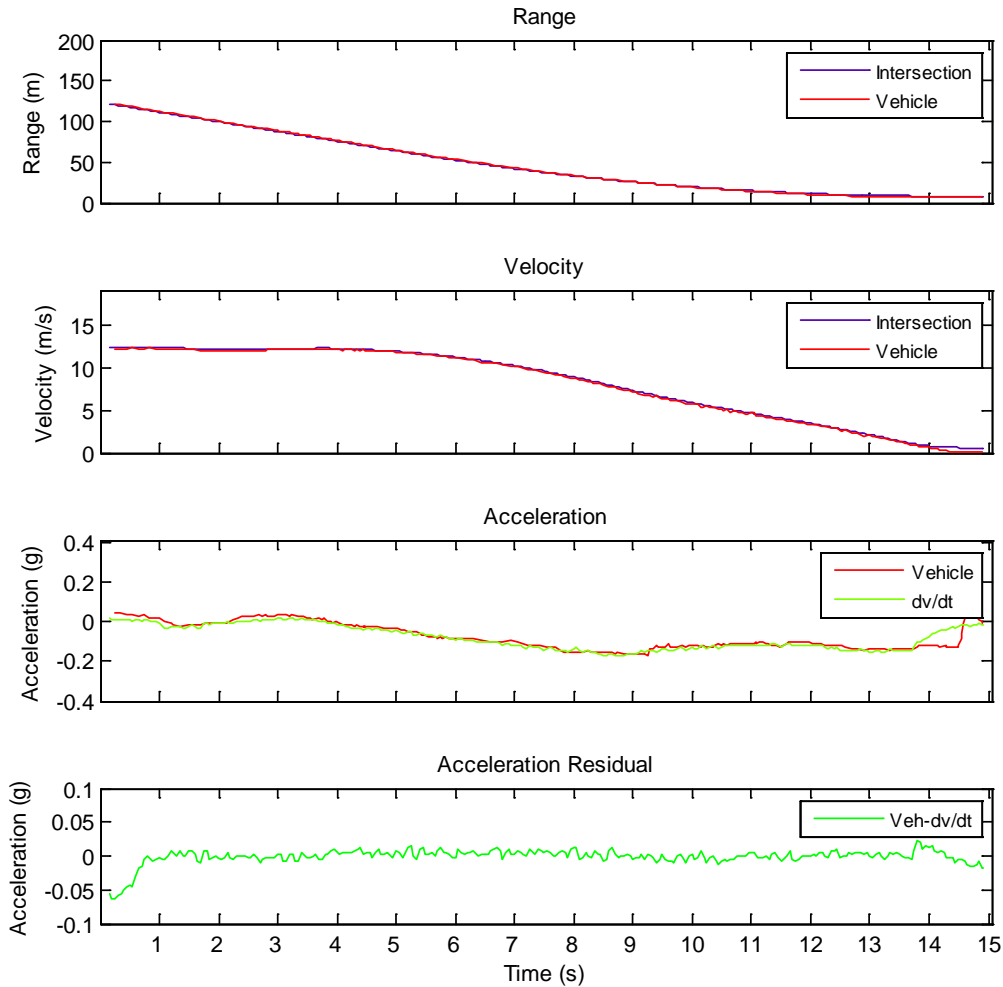 Range
200
150
100
50
0
Range (m)
Intersection
Vehicle
Velocity
15
10
5
0
Velocity (m/s)
Intersection
Vehicle
Acceleration
0.4
0.2
0
-0.2
-0.4
Acceleration (g)
Vehicle
dv/dt
Acceleration Residual
0.1
0.05
0
-0.05
-0.1
Acceleration (g)
Veh-dv/dt
1 2 3 4 5 6 7 8 9 10 11 12 13 14 15
Time (s)